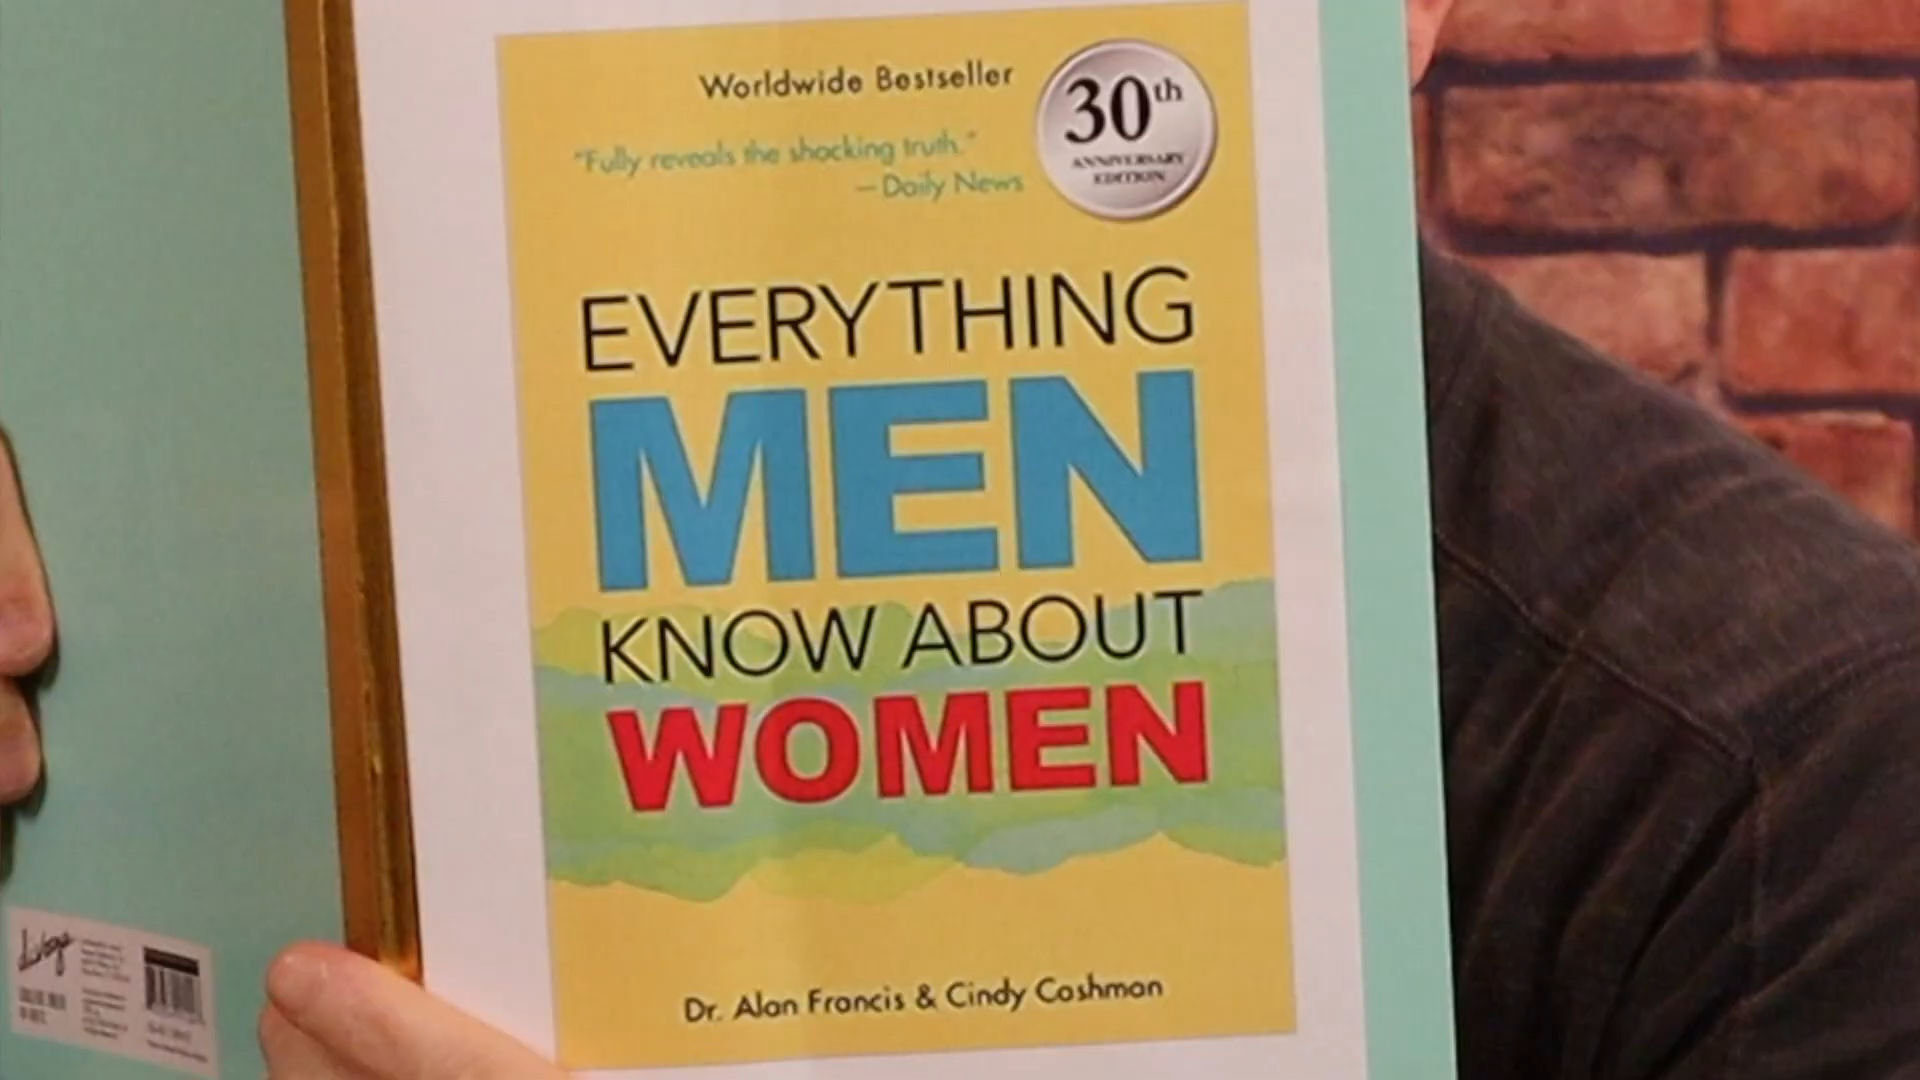 Worldwide Bestseller
30th
ANNIVERSARY
EDITION
"Fully reveals the shocking truth."
—Daily News
EVERYTHING
MEN
KNOW ABOUT
WOMEN
Dr. Alan Francis & Cindy Cashman